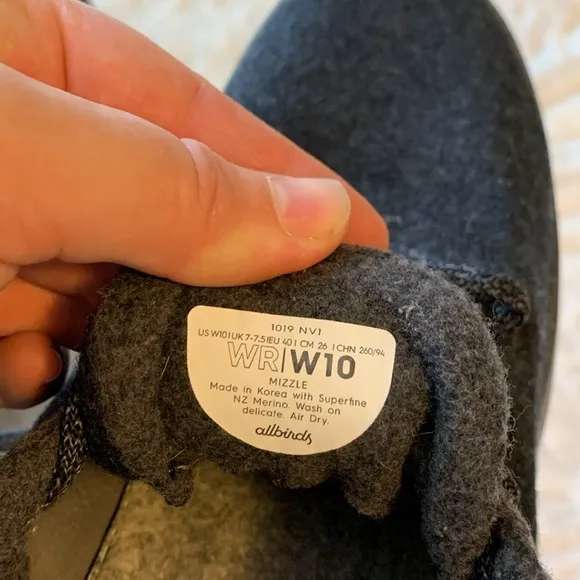 1019 NV1
US W10 | UK 7-7.5 | EU 40 | CM 26 | CHN 260/94
WR|W10
MIZZLE
Made in Korea with Superfine
NZ Merino. Wash on
delicate. Air Dry.
allbirds